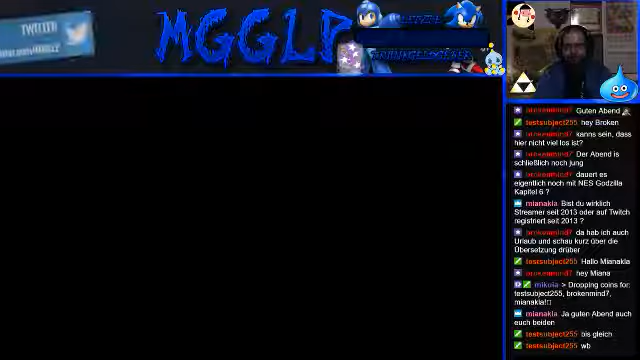 TWITTER
MGGLP
brokenmind7 Guten Abend
testsubject255 hey Broken
brokenmind7 kanns sein, dass
hier nicht viel los ist?
brokenmind7 Der Abend is
schließlich noch jung
brokenmind7 dauert es
eigentlich noch mit NES Godzilla
Kapitel 6 ?
mianakia Bist du wirklich
Streamer seit 2013 oder auf Twitch
registriert seit 2013 ?
brokenmind7 da hab ich auch
Urlaub und schau kurz über die
Übersetzung drüber
testsubject255 Hallo Mianakia
brokenmind7 hey Miana
mikuia > Dropping coins for:
testsubject255, brokenmind7,
mianakia!
mianakia Ja guten Abend auch
euch beiden
testsubject255 bis gleich
testsubject255 wb